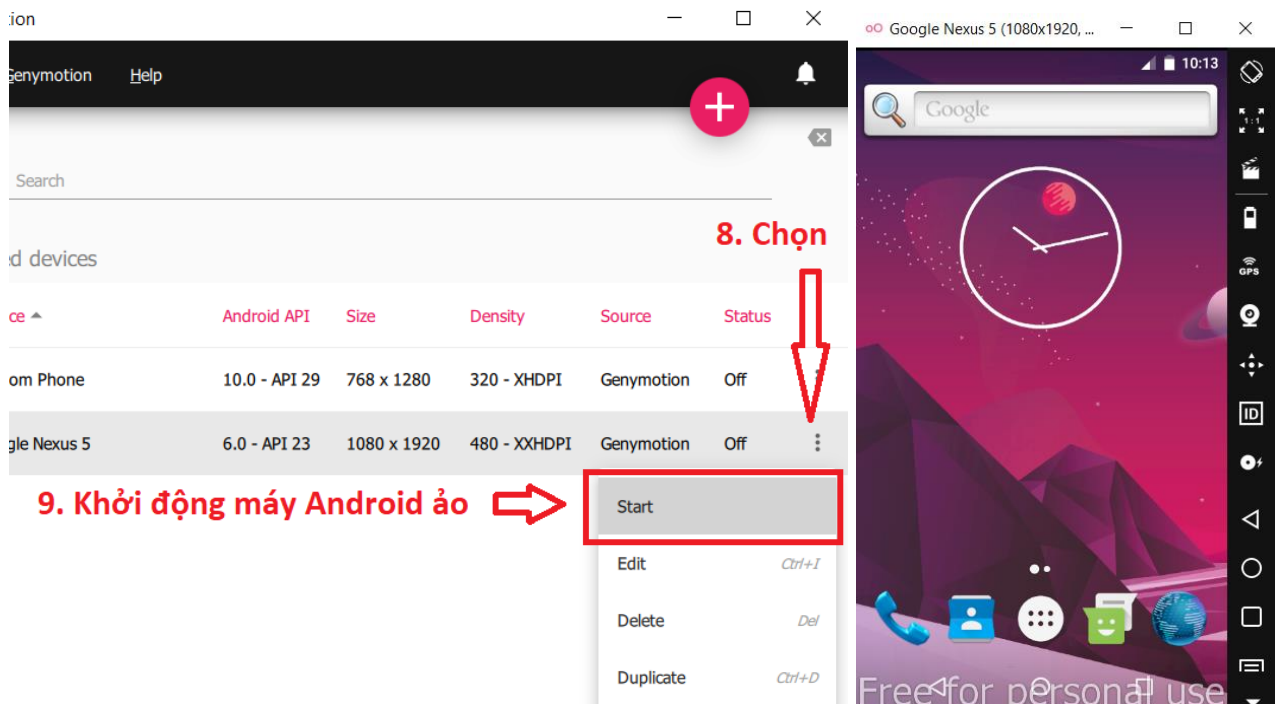 tion
Genymotion Help
Search
ed devices
8. Chọn
ce Android API Size Density Source Status
om Phone 10.0 - API 29 768 x 1280 320 - XHDPI Genymotion Off
gle Nexus 5 6.0 - API 23 1080 x 1920 480 - XXHDPI Genymotion Off
9. Khởi động máy Android ảo
Start
Edit Ctrl+I
Delete Del
Duplicate Ctrl+D
Google Nexus 5 (1080x1920, ...
10:13
Google
1:1
GPS
ID
Free for personal use